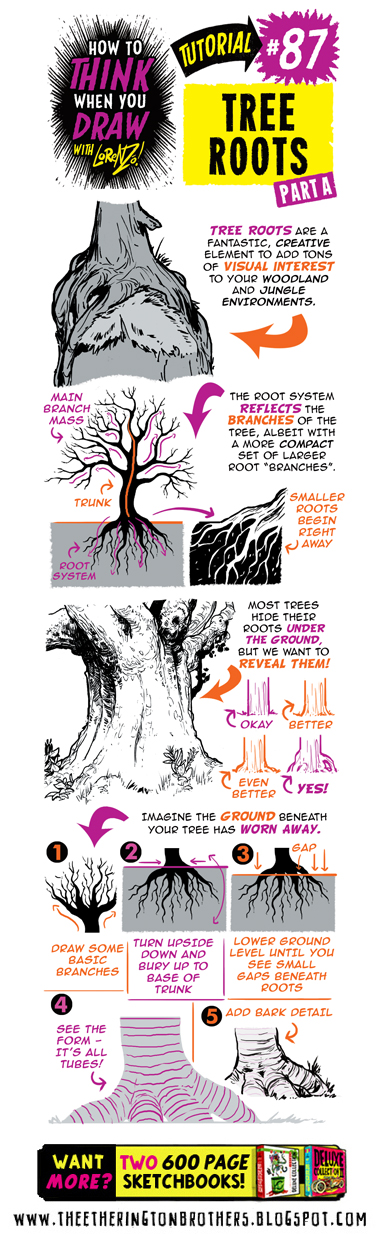 HOW TO
THINK
WHEN YOU
DRAW
WITH LORENZO!
TUTORIAL
#87
TREE
ROOTS
PART A
TREE ROOTS ARE A
FANTASTIC, CREATIVE
ELEMENT TO ADD TONS
OF VISUAL INTEREST
TO YOUR WOODLAND
AND JUNGLE
ENVIRONMENTS.
MAIN
BRANCH
MASS
TRUNK
ROOT
SYSTEM
THE ROOT SYSTEM
REFLECTS THE
BRANCHES OF THE
TREE, ALBEIT WITH
A MORE COMPACT
SET OF LARGER
ROOT "BRANCHES".
SMALLER
ROOTS
BEGIN
RIGHT
AWAY
MOST TREES
HIDE THEIR
ROOTS UNDER
THE GROUND,
BUT WE WANT TO
REVEAL THEM!
OKAY
BETTER
EVEN
BETTER
YES!
IMAGINE THE GROUND BENEATH
YOUR TREE HAS WORN AWAY.
1
DRAW SOME
BASIC
BRANCHES
2
TURN UPSIDE
DOWN AND
BURY UP TO
BASE OF
TRUNK
3
GAP
LOWER GROUND
LEVEL UNTIL YOU
SEE SMALL
GAPS BENEATH
ROOTS
4
SEE THE
FORM -
IT'S ALL
TUBES!
5
ADD BARK DETAIL
WANT
MORE?
TWO 600 PAGE
SKETCHBOOKS!
DELUXE
COLLECTION
WWW.THEETHERINGTONBROTHERS.BLOGSPOT.COM